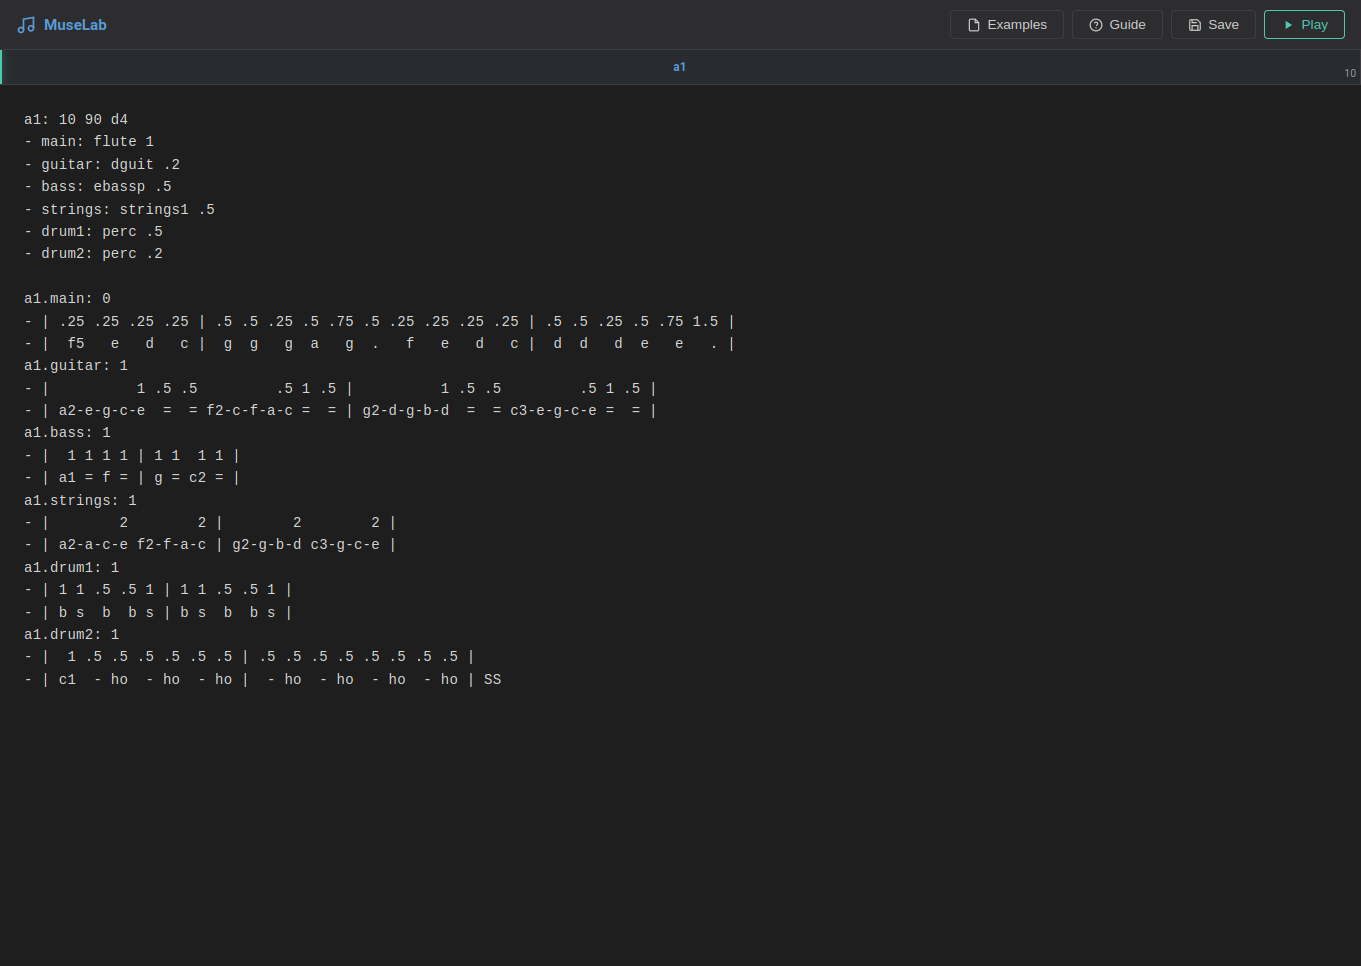 MuseLab
Examples
Guide
Save
Play
a1
10
a1: 10 90 d4
- main: flute 1
- guitar: dguit .2
- bass: ebassp .5
- strings: strings1 .5
- drum1: perc .5
- drum2: perc .2

a1.main: 0
- | .25 .25 .25 .25 | .5 .5 .25 .5 .75 .5 .25 .25 .25 .25 | .5 .5 .25 .5 .75 1.5 |
- |  f5   e   d   c |  g  g   g  a   g  .   f   e   d   c |  d  d   d  e   e   . |
a1.guitar: 1
- |          1 .5 .5         .5 1 .5 |          1 .5 .5         .5 1 .5 |
- | a2-e-g-c-e  =  = f2-c-f-a-c =  = | g2-d-g-b-d  =  = c3-e-g-c-e =  = |
a1.bass: 1
- |  1 1 1 1 | 1 1  1 1 |
- | a1 = f = | g = c2 = |
a1.strings: 1
- |        2        2 |        2        2 |
- | a2-a-c-e f2-f-a-c | g2-g-b-d c3-g-c-e |
a1.drum1: 1
- | 1 1 .5 .5 1 | 1 1 .5 .5 1 |
- | b s  b  b s | b s  b  b s |
a1.drum2: 1
- |  1 .5 .5 .5 .5 .5 .5 | .5 .5 .5 .5 .5 .5 .5 .5 |
- | c1  - ho  - ho  - ho |  - ho  - ho  - ho  - ho | SS